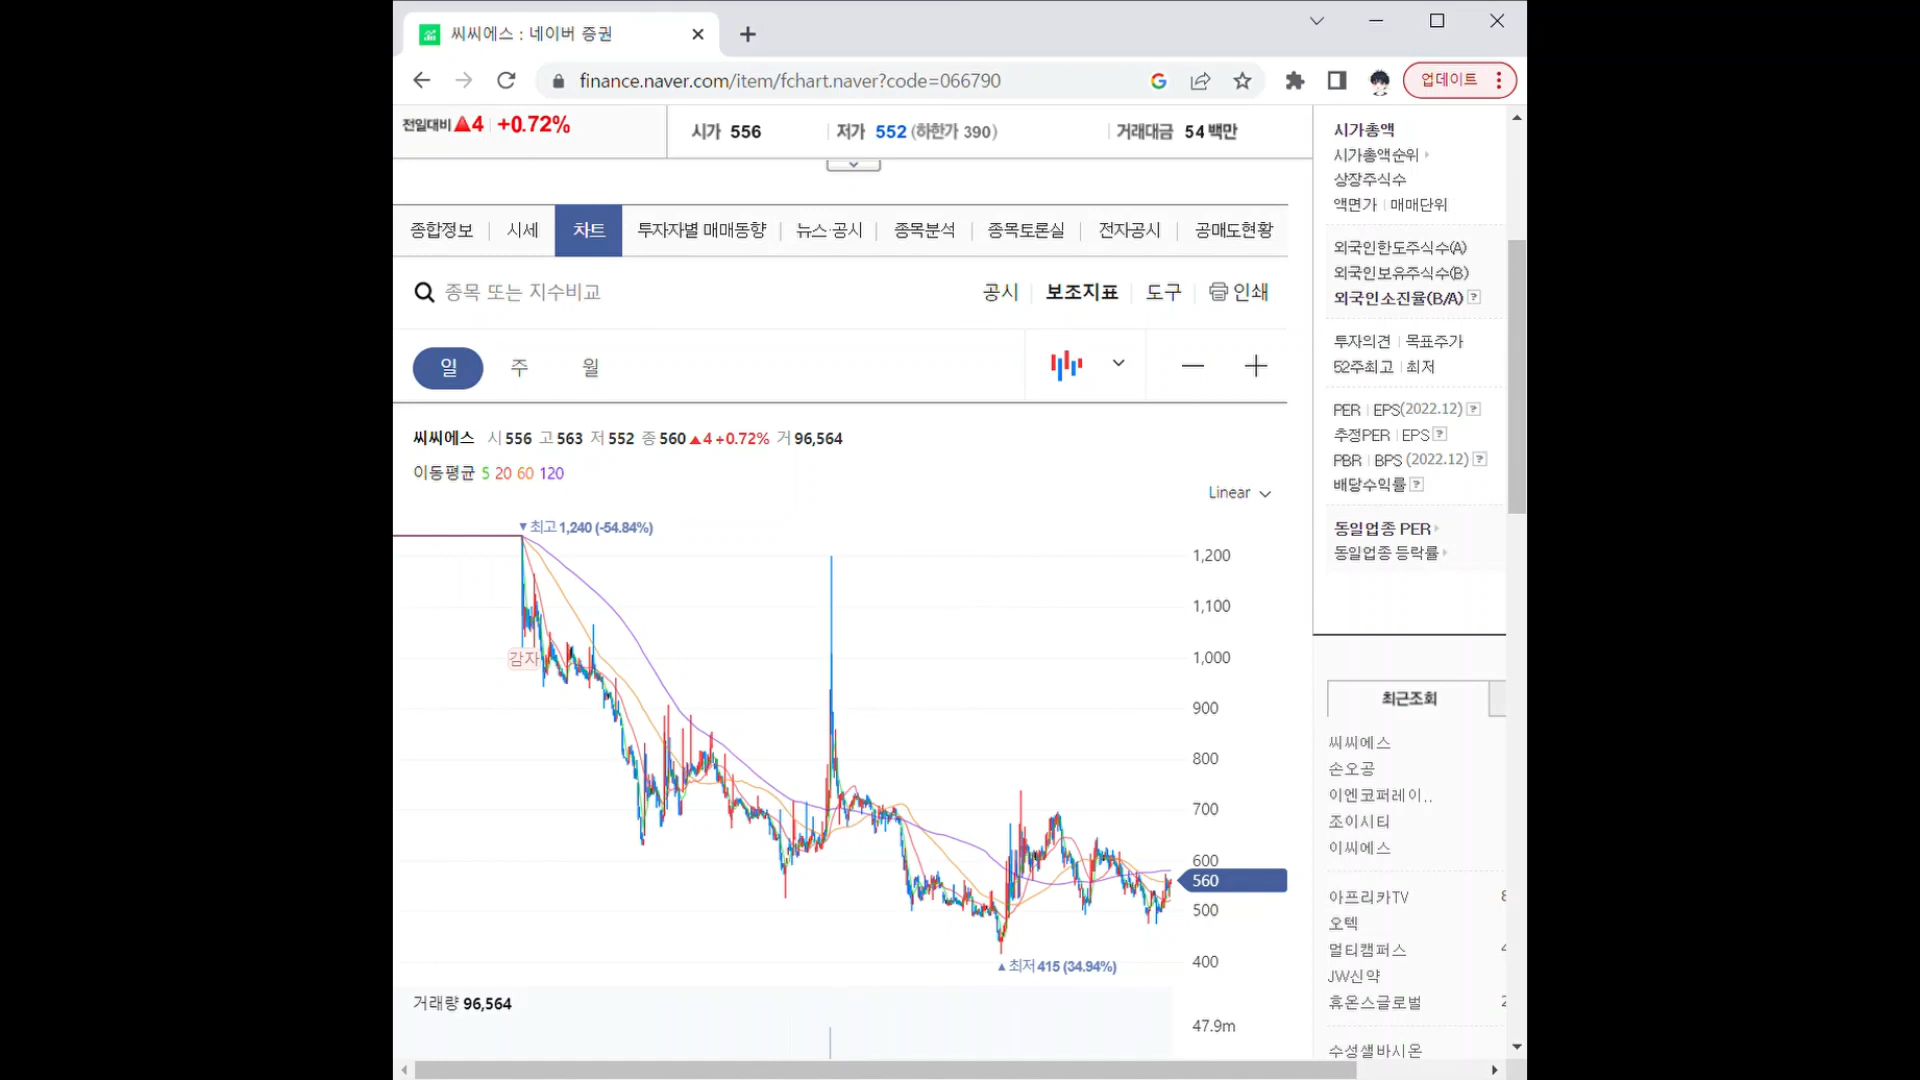 씨씨에스 : 네이버 증권
finance.naver.com/item/fchart.naver?code=066790
업데이트
전일대비 ▲4 +0.72%
시가 556
저가 552 (하한가 390)
거래대금 54 백만
종합정보
시세
차트
투자자별 매매동향
뉴스·공시
종목분석
종목토론실
전자공시
공매도현황
종목 또는 지수비교
공시
보조지표
도구
인쇄
일
주
월
씨씨에스 시 556 고 563 저 552 종 560 ▲4 +0.72% 거 96,564
이동평균 5 20 60 120
Linear
▼최고 1,240 (-54.84%)
감자
▲최저 415 (34.94%)
1,200
1,100
1,000
900
800
700
600
560
500
400
거래량 96,564
47.9m
시가총액
시가총액순위
상장주식수
액면가 | 매매단위
외국인한도주식수(A)
외국인보유주식수(B)
외국인소진율(B/A) ?
투자의견 | 목표주가
52주최고 | 최저
PER | EPS(2022.12) ?
추정PER | EPS ?
PBR | BPS (2022.12) ?
배당수익률 ?
동일업종 PER
동일업종 등락률
최근조회
씨씨에스
손오공
이엔코퍼레이..
조이시티
이씨에스
아프리카TV
오텍
멀티캠퍼스
JW신약
휴온스글로벌
수성샐바시온